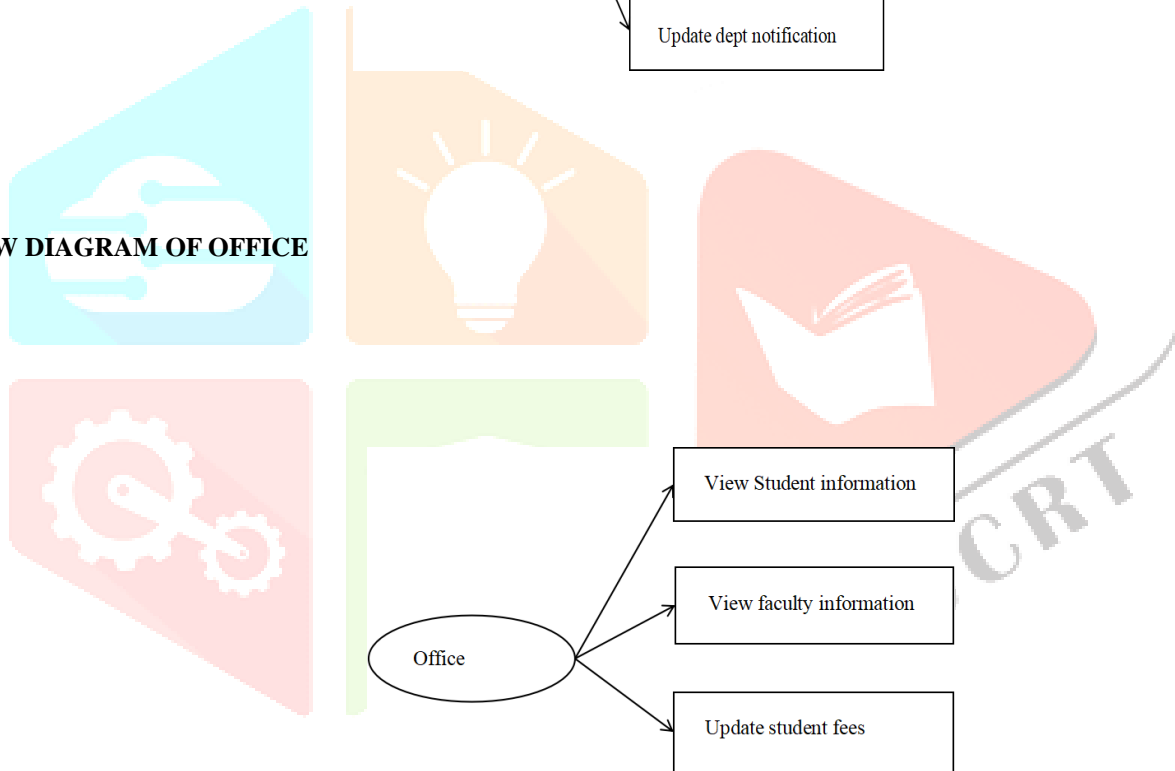 Update dept notification
W DIAGRAM OF OFFICE
View Student information
View faculty information
Office
Update student fees
CRT